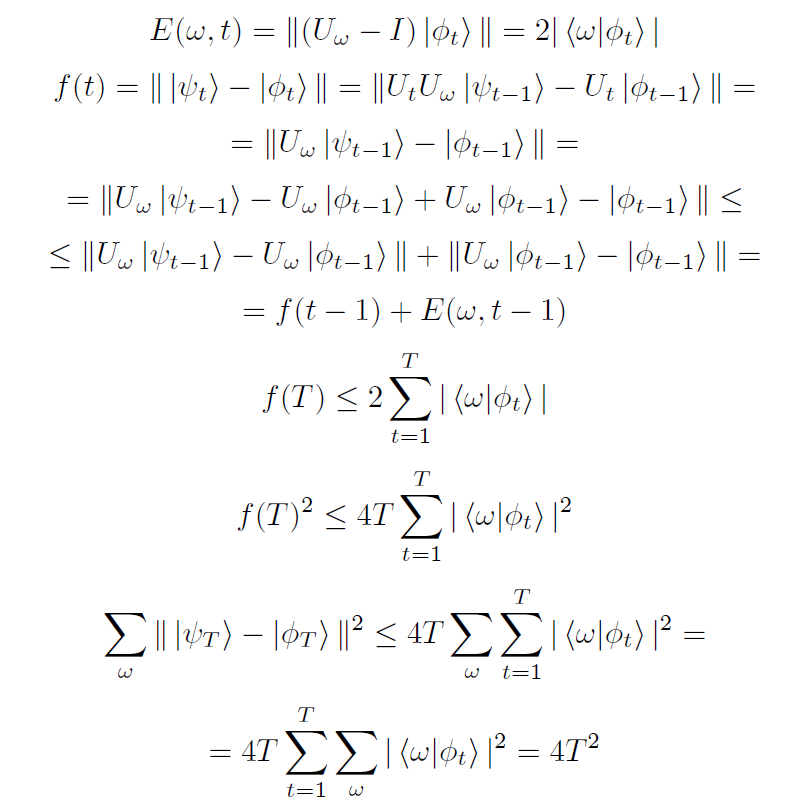 E(ω, t) = ‖(U_ω − I) |ϕ_t⟩ ‖ = 2| ⟨ω|ϕ_t⟩ |
f(t) = ‖ |ψ_t⟩ − |ϕ_t⟩ ‖ = ‖U_t U_ω |ψ_{t−1}⟩ − U_t |ϕ_{t−1}⟩ ‖ =
= ‖U_ω |ψ_{t−1}⟩ − |ϕ_{t−1}⟩ ‖ =
= ‖U_ω |ψ_{t−1}⟩ − U_ω |ϕ_{t−1}⟩ + U_ω |ϕ_{t−1}⟩ − |ϕ_{t−1}⟩ ‖ ≤
≤ ‖U_ω |ψ_{t−1}⟩ − U_ω |ϕ_{t−1}⟩ ‖ + ‖U_ω |ϕ_{t−1}⟩ − |ϕ_{t−1}⟩ ‖ =
= f(t − 1) + E(ω, t − 1)
f(T) ≤ 2 ∑_{t=1}^{T} | ⟨ω|ϕ_t⟩ |
f(T)^2 ≤ 4T ∑_{t=1}^{T} | ⟨ω|ϕ_t⟩ |^2
∑_ω ‖ |ψ_T⟩ − |ϕ_T⟩ ‖^2 ≤ 4T ∑_ω ∑_{t=1}^{T} | ⟨ω|ϕ_t⟩ |^2 =
= 4T ∑_{t=1}^{T} ∑_ω | ⟨ω|ϕ_t⟩ |^2 = 4T^2